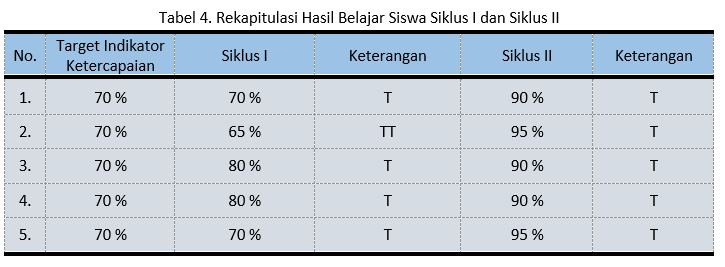 Tabel 4. Rekapitulasi Hasil Belajar Siswa Siklus I dan Siklus II
No. Target Indikator Ketercapaian Siklus I Keterangan Siklus II Keterangan
1. 70 % 70 % T 90 % T
2. 70 % 65 % TT 95 % T
3. 70 % 80 % T 90 % T
4. 70 % 80 % T 90 % T
5. 70 % 70 % T 95 % T